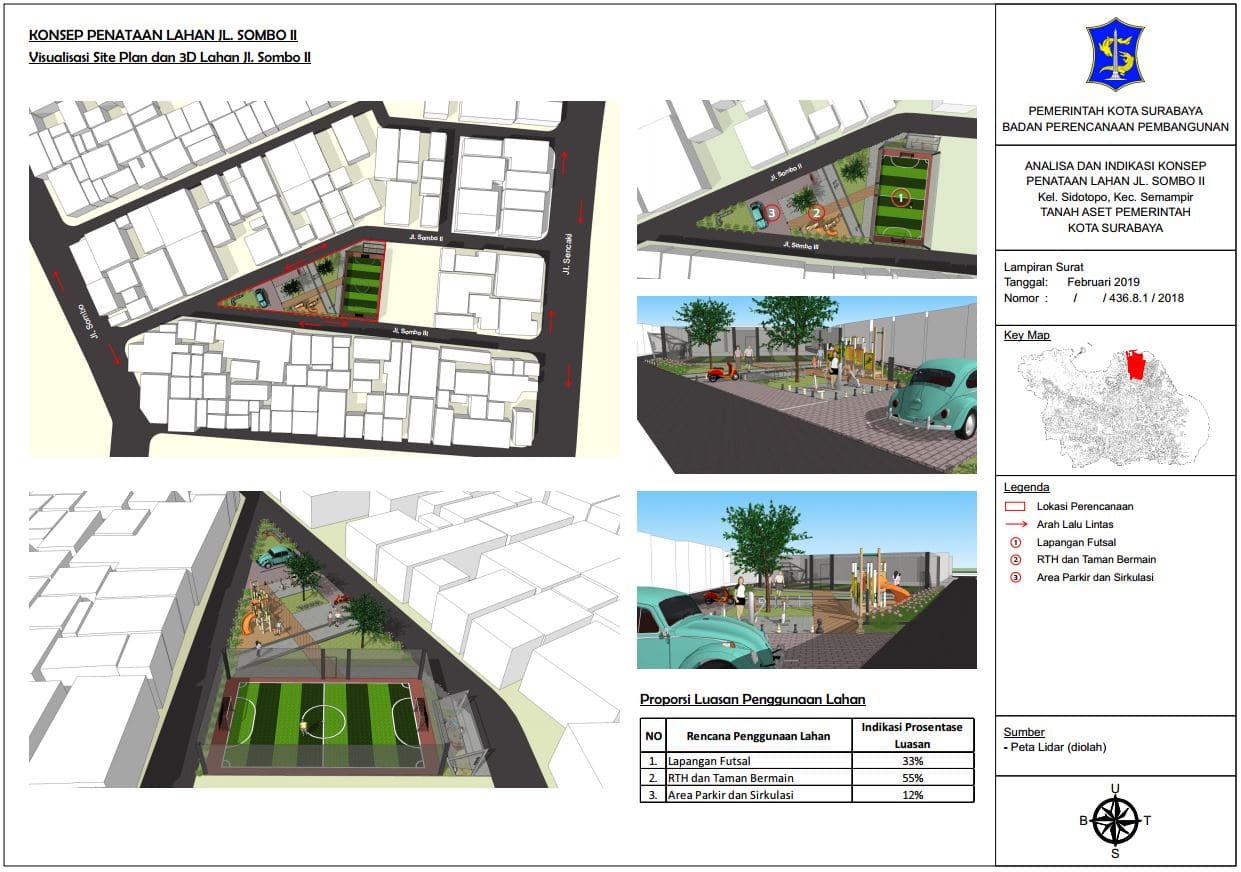 KONSEP PENATAAN LAHAN JL. SOMBO II
Visualisasi Site Plan dan 3D Lahan Jl. Sombo II
Jl. Sombo II
Jl. Sombo III
Jl. Sombo
Jl. Sencaki
Jl. Sombo II
Jl. Sombo III
1
2
3
Proporsi Luasan Penggunaan Lahan
NO Rencana Penggunaan Lahan Indikasi Prosentase Luasan
1. Lapangan Futsal 33%
2. RTH dan Taman Bermain 55%
3. Area Parkir dan Sirkulasi 12%
PEMERINTAH KOTA SURABAYA
BADAN PERENCANAAN PEMBANGUNAN
ANALISA DAN INDIKASI KONSEP
PENATAAN LAHAN JL. SOMBO II
Kel. Sidotopo, Kec. Semampir
TANAH ASET PEMERINTAH
KOTA SURABAYA
Lampiran Surat
Tanggal: Februari 2019
Nomor : / / 436.8.1 / 2018
Key Map
Legenda
Lokasi Perencanaan
Arah Lalu Lintas
1 Lapangan Futsal
2 RTH dan Taman Bermain
3 Area Parkir dan Sirkulasi
Sumber
- Peta Lidar (diolah)
U
B T
S